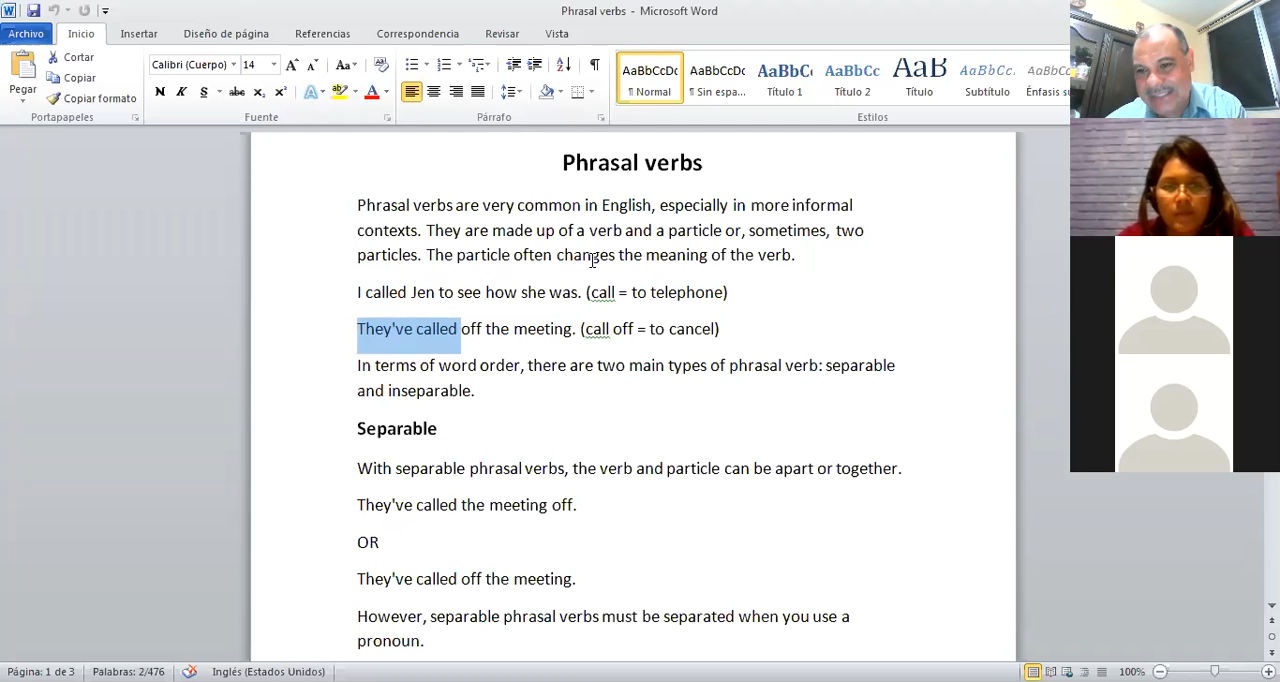 Phrasal verbs - Microsoft Word
Archivo Inicio Insertar Diseño de página Referencias Correspondencia Revisar Vista
Pegar
Cortar
Copiar
Copiar formato
Portapapeles
Calibri (Cuerpo) 14
N K S abc x₂ x²
Fuente
Párrafo
AaBbCcDc AaBbCcDc AaBbC AaBbCc AaB AaBbCc. AaBbCc
¶ Normal ¶ Sin espa... Título 1 Título 2 Título Subtítulo Énfasis su
Estilos
Phrasal verbs
Phrasal verbs are very common in English, especially in more informal
contexts. They are made up of a verb and a particle or, sometimes, two
particles. The particle often changes the meaning of the verb.
I called Jen to see how she was. (call = to telephone)
They've called off the meeting. (call off = to cancel)
In terms of word order, there are two main types of phrasal verb: separable
and inseparable.
Separable
With separable phrasal verbs, the verb and particle can be apart or together.
They've called the meeting off.
OR
They've called off the meeting.
However, separable phrasal verbs must be separated when you use a
pronoun.
Página: 1 de 3 Palabras: 2/476 Inglés (Estados Unidos) 100%